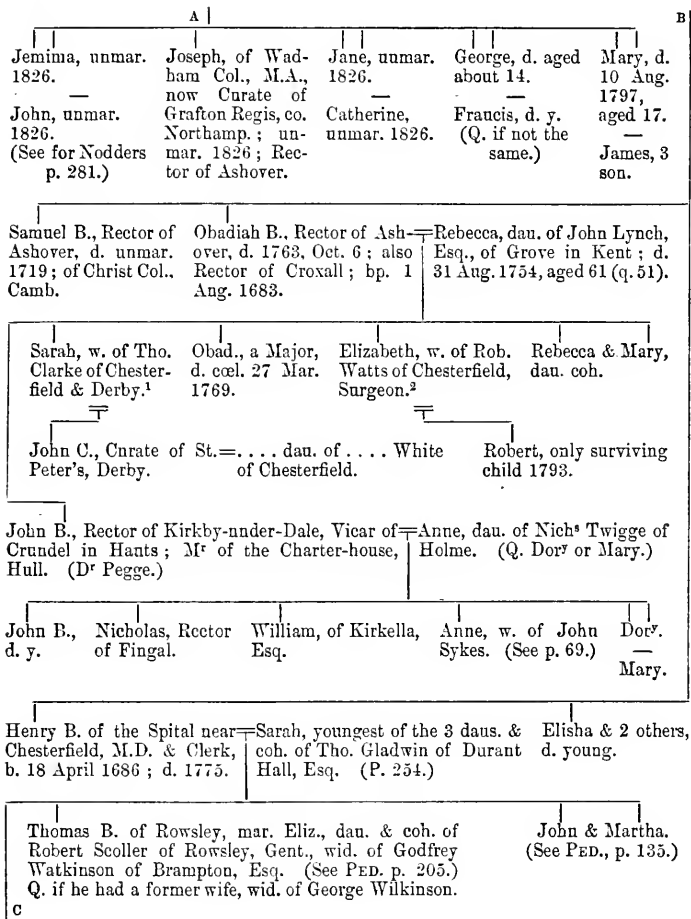 A
B
Jemima, unmar.
1826.
—
John, unmar.
1826.
(See for Nodders
p. 281.)
Joseph, of Wad-
ham Col., M.A.,
now Curate of
Grafton Regis, co.
Northamp.; un-
mar. 1826; Rec-
tor of Ashover.
Jane, unmar.
1826.
—
Catherine,
unmar. 1826.
George, d. aged
about 14.
—
Francis, d. y.
(Q. if not the
same.)
Mary, d.
10 Aug.
1797,
aged 17.
—
James, 3
son.
Samuel B., Rector of
Ashover, d. unmar.
1719; of Christ Col.,
Camb.
Obadiah B., Rector of Ash-
over, d. 1763, Oct. 6; also
Rector of Croxall; bp. 1
Aug. 1683.
Rebecca, dau. of John Lynch,
Esq., of Grove in Kent; d.
31 Aug. 1754, aged 61 (q. 51).
Sarah, w. of Tho.
Clarke of Chester-
field & Derby.¹
Obad., a Major,
d. cœl. 27 Mar.
1769.
Elizabeth, w. of Rob.
Watts of Chesterfield,
Surgeon.²
Rebecca & Mary,
dau. coh.
John C., Curate of St.=.... dau. of .... White
Peter's, Derby. of Chesterfield.
Robert, only surviving
child 1793.
John B., Rector of Kirkby-under-Dale, Vicar of
Crundel in Hants; Mʳ of the Charter-house,
Hull. (Dʳ Pegge.)
Anne, dau. of Nichˢ Twigge of
Holme. (Q. Dorʸ or Mary.)
John B.,
d. y.
Nicholas, Rector
of Fingal.
William, of Kirkella,
Esq.
Anne, w. of John
Sykes. (See p. 69.)
Dorʸ.
—
Mary.
Henry B. of the Spital near
Chesterfield, M.D. & Clerk,
b. 18 April 1686; d. 1775.
Sarah, youngest of the 3 daus. &
coh. of Tho. Gladwin of Durant
Hall, Esq. (P. 254.)
Elisha & 2 others,
d. young.
Thomas B. of Rowsley, mar. Eliz., dau. & coh. of
Robert Scoller of Rowsley, Gent., wid. of Godfrey
Watkinson of Brampton, Esq. (See PED. p. 205.)
Q. if he had a former wife, wid. of George Wilkinson.
John & Martha.
(See PED., p. 135.)
C